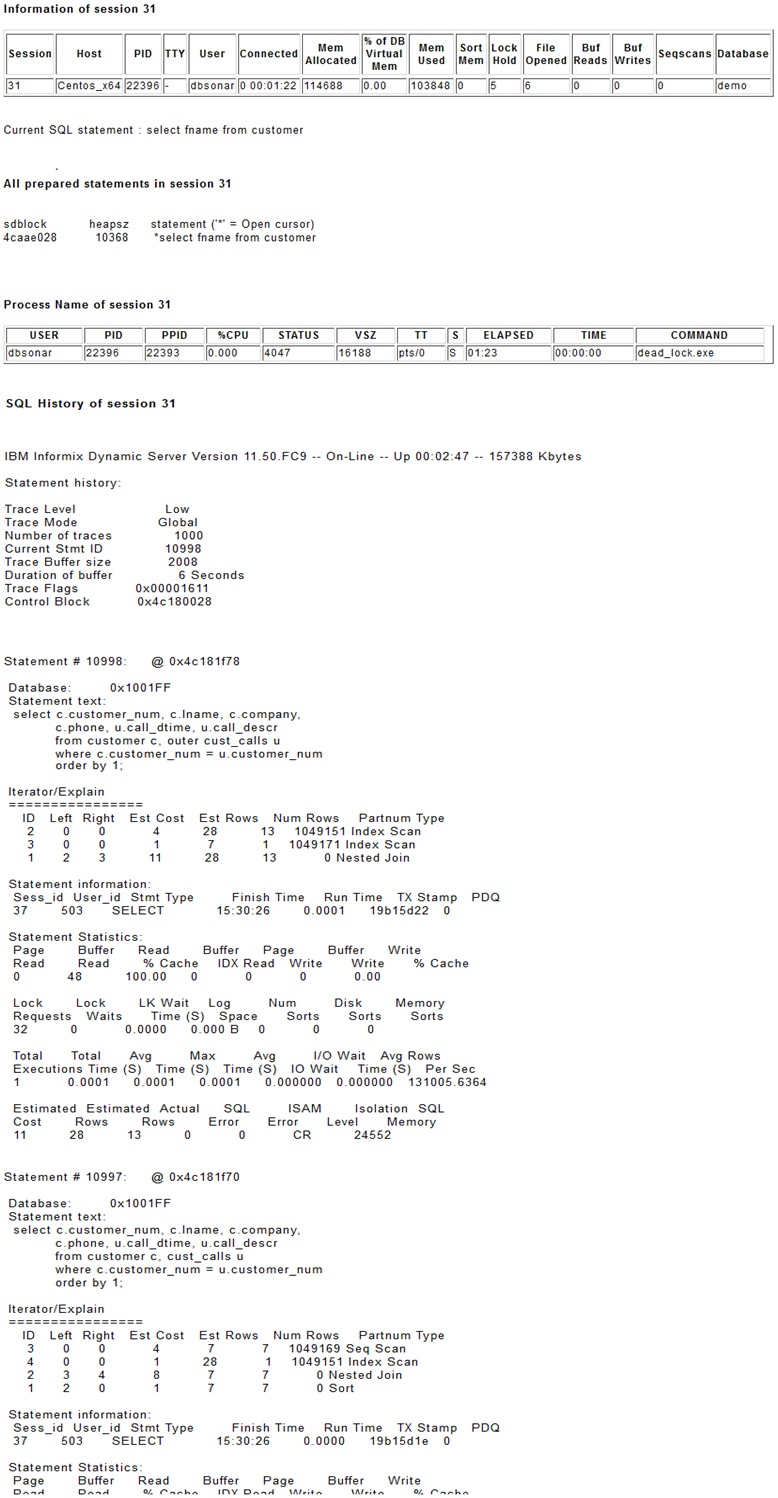 Information of session 31
Session Host PID TTY User Connected Mem Allocated % of DB Virtual Mem Mem Used Sort Mem Lock Hold File Opened Buf Reads Buf Writes Seqscans Database
31 Centos_x64 22396 - dbsonar 0 00:01:22 114688 0.00 103848 0 5 6 0 0 0 demo
Current SQL statement : select fname from customer
.
All prepared statements in session 31
sdblock heapsz statement ('*' = Open cursor)
4caae028 10368 *select fname from customer
Process Name of session 31
USER PID PPID %CPU STATUS VSZ TT S ELAPSED TIME COMMAND
dbsonar 22396 22393 0.000 4047 16188 pts/0 S 01:23 00:00:00 dead_lock.exe
SQL History of session 31
IBM Informix Dynamic Server Version 11.50.FC9 -- On-Line -- Up 00:02:47 -- 157388 Kbytes
Statement history:
Trace Level Low
Trace Mode Global
Number of traces 1000
Current Stmt ID 10998
Trace Buffer size 2008
Duration of buffer 6 Seconds
Trace Flags 0x00001611
Control Block 0x4c180028
Statement # 10998: @ 0x4c181f78
Database: 0x1001FF
Statement text:
select c.customer_num, c.lname, c.company,
c.phone, u.call_dtime, u.call_descr
from customer c, outer cust_calls u
where c.customer_num = u.customer_num
order by 1;
Iterator/Explain
================
ID Left Right Est Cost Est Rows Num Rows Partnum Type
2 0 0 4 28 13 1049151 Index Scan
3 0 0 1 7 1 1049171 Index Scan
1 2 3 11 28 13 0 Nested Join
Statement information:
Sess_id User_id Stmt Type Finish Time Run Time TX Stamp PDQ
37 503 SELECT 15:30:26 0.0001 19b15d22 0
Statement Statistics:
Page Buffer Read Buffer Page Buffer Write
Read Read % Cache IDX Read Write Write % Cache
0 48 100.00 0 0 0 0.00
Lock Lock LK Wait Log Num Disk Memory
Requests Waits Time (S) Space Sorts Sorts Sorts
32 0 0.0000 0.000 B 0 0 0
Total Total Avg Max Avg I/O Wait Avg Rows
Executions Time (S) Time (S) Time (S) IO Wait Time (S) Per Sec
1 0.0001 0.0001 0.0001 0.000000 0.000000 131005.6364
Estimated Estimated Actual SQL ISAM Isolation SQL
Cost Rows Rows Error Error Level Memory
11 28 13 0 0 CR 24552
Statement # 10997: @ 0x4c181f70
Database: 0x1001FF
Statement text:
select c.customer_num, c.lname, c.company,
c.phone, u.call_dtime, u.call_descr
from customer c, cust_calls u
where c.customer_num = u.customer_num
order by 1;
Iterator/Explain
================
ID Left Right Est Cost Est Rows Num Rows Partnum Type
3 0 0 4 7 7 1049169 Seq Scan
4 0 0 1 28 1 1049151 Index Scan
2 3 4 8 7 7 0 Nested Join
1 2 0 1 7 7 0 Sort
Statement information:
Sess_id User_id Stmt Type Finish Time Run Time TX Stamp PDQ
37 503 SELECT 15:30:26 0.0000 19b15d1e 0
Statement Statistics:
Page Buffer Read Buffer Page Buffer Write
Read Read % Cache IDX Read Write Write % Cache